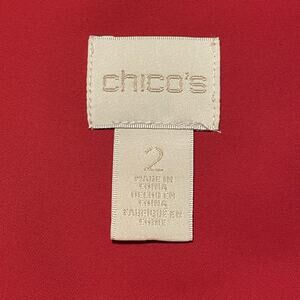 chico's
2
MADE IN
CHINA
HECHO EN
CHINA
FABRIQUÉ EN
CHINE